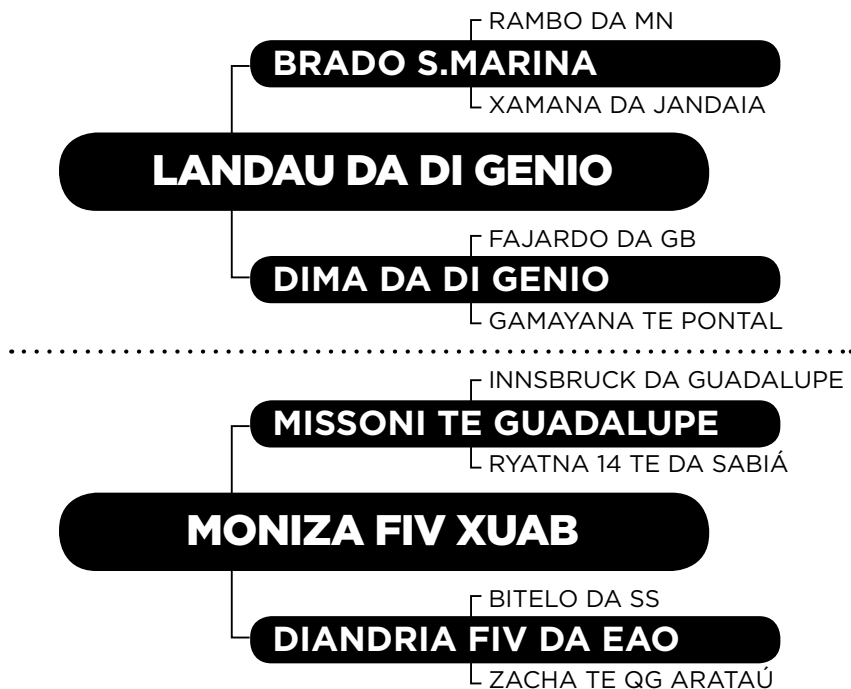 RAMBO DA MN
BRADO S.MARINA
XAMANA DA JANDAIA
LANDAU DA DI GENIO
FAJARDO DA GB
DIMA DA DI GENIO
GAMAYANA TE PONTAL
INNSBRUCK DA GUADALUPE
MISSONI TE GUADALUPE
RYATNA 14 TE DA SABIÁ
MONIZA FIV XUAB
BITELO DA SS
DIANDRIA FIV DA EAO
ZACHA TE QG ARATAÚ